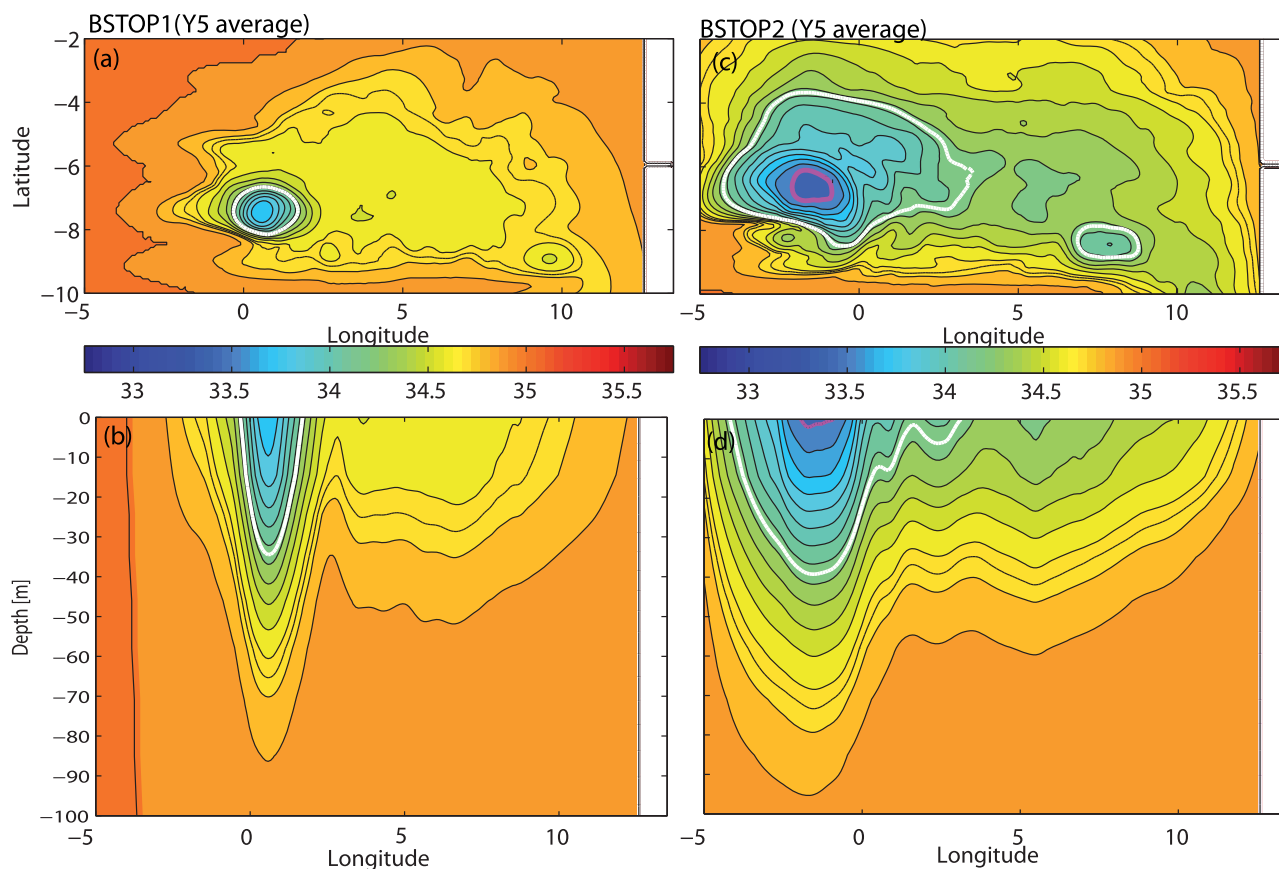 BSTOP1(Y5 average)
BSTOP2 (Y5 average)
(a)
(c)
−2
−4
−6
−8
−10
Latitude
−5 0 5 10
Longitude
−5 0 5 10
Longitude
33 33.5 34 34.5 35 35.5
33 33.5 34 34.5 35 35.5
(b)
(d)
0
−10
−20
−30
−40
−50
−60
−70
−80
−90
−100
Depth [m]
−5 0 5 10
Longitude
−5 0 5 10
Longitude